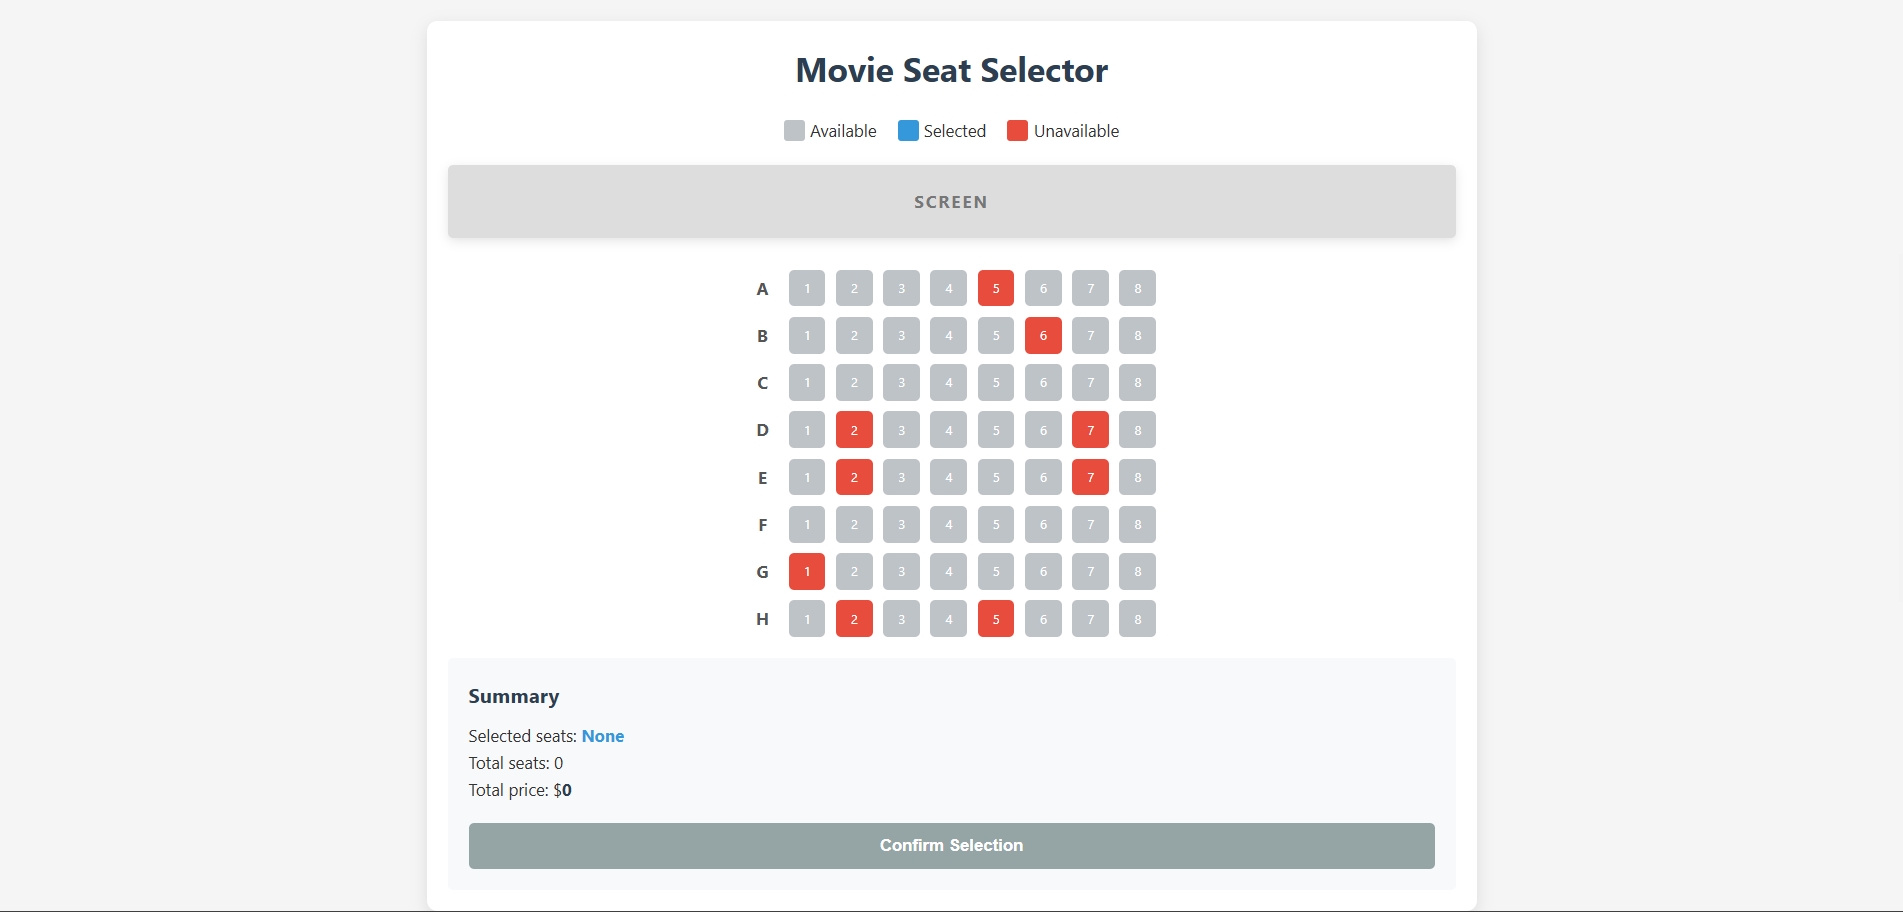 Movie Seat Selector
Available Selected Unavailable
SCREEN
A 1 2 3 4 5 6 7 8
B 1 2 3 4 5 6 7 8
C 1 2 3 4 5 6 7 8
D 1 2 3 4 5 6 7 8
E 1 2 3 4 5 6 7 8
F 1 2 3 4 5 6 7 8
G 1 2 3 4 5 6 7 8
H 1 2 3 4 5 6 7 8
Summary
Selected seats: None
Total seats: 0
Total price: $0
Confirm Selection